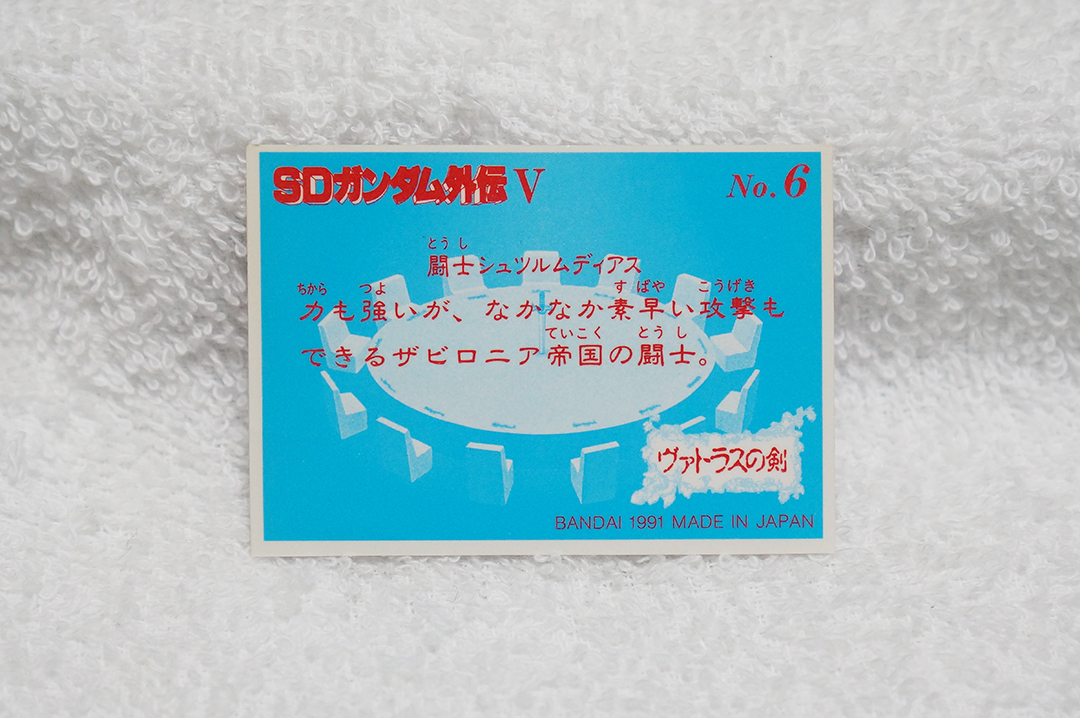 SDガンダム外伝 V
No. 6
とうし
闘士シュツルムディアス
ちから つよ す ばや こうげき
力も強いが、なかなか素早い攻撃も
ていこく とうし
できるザビロニア帝国の闘士。
ヴァトラスの剣
BANDAI 1991 MADE IN JAPAN